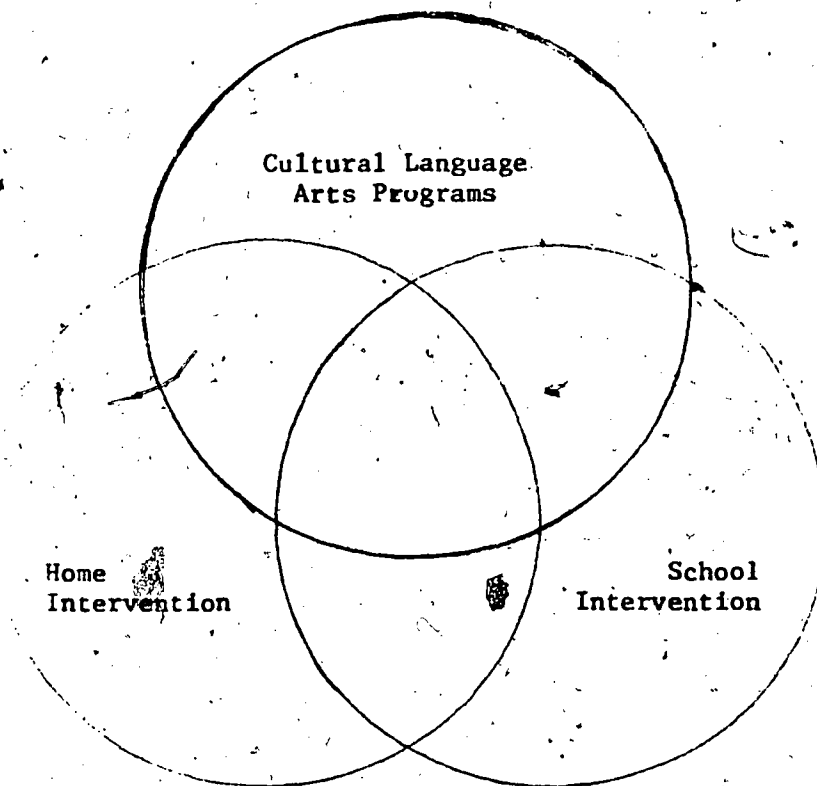 Cultural Language
Arts Programs
Home
Intervention
School
Intervention